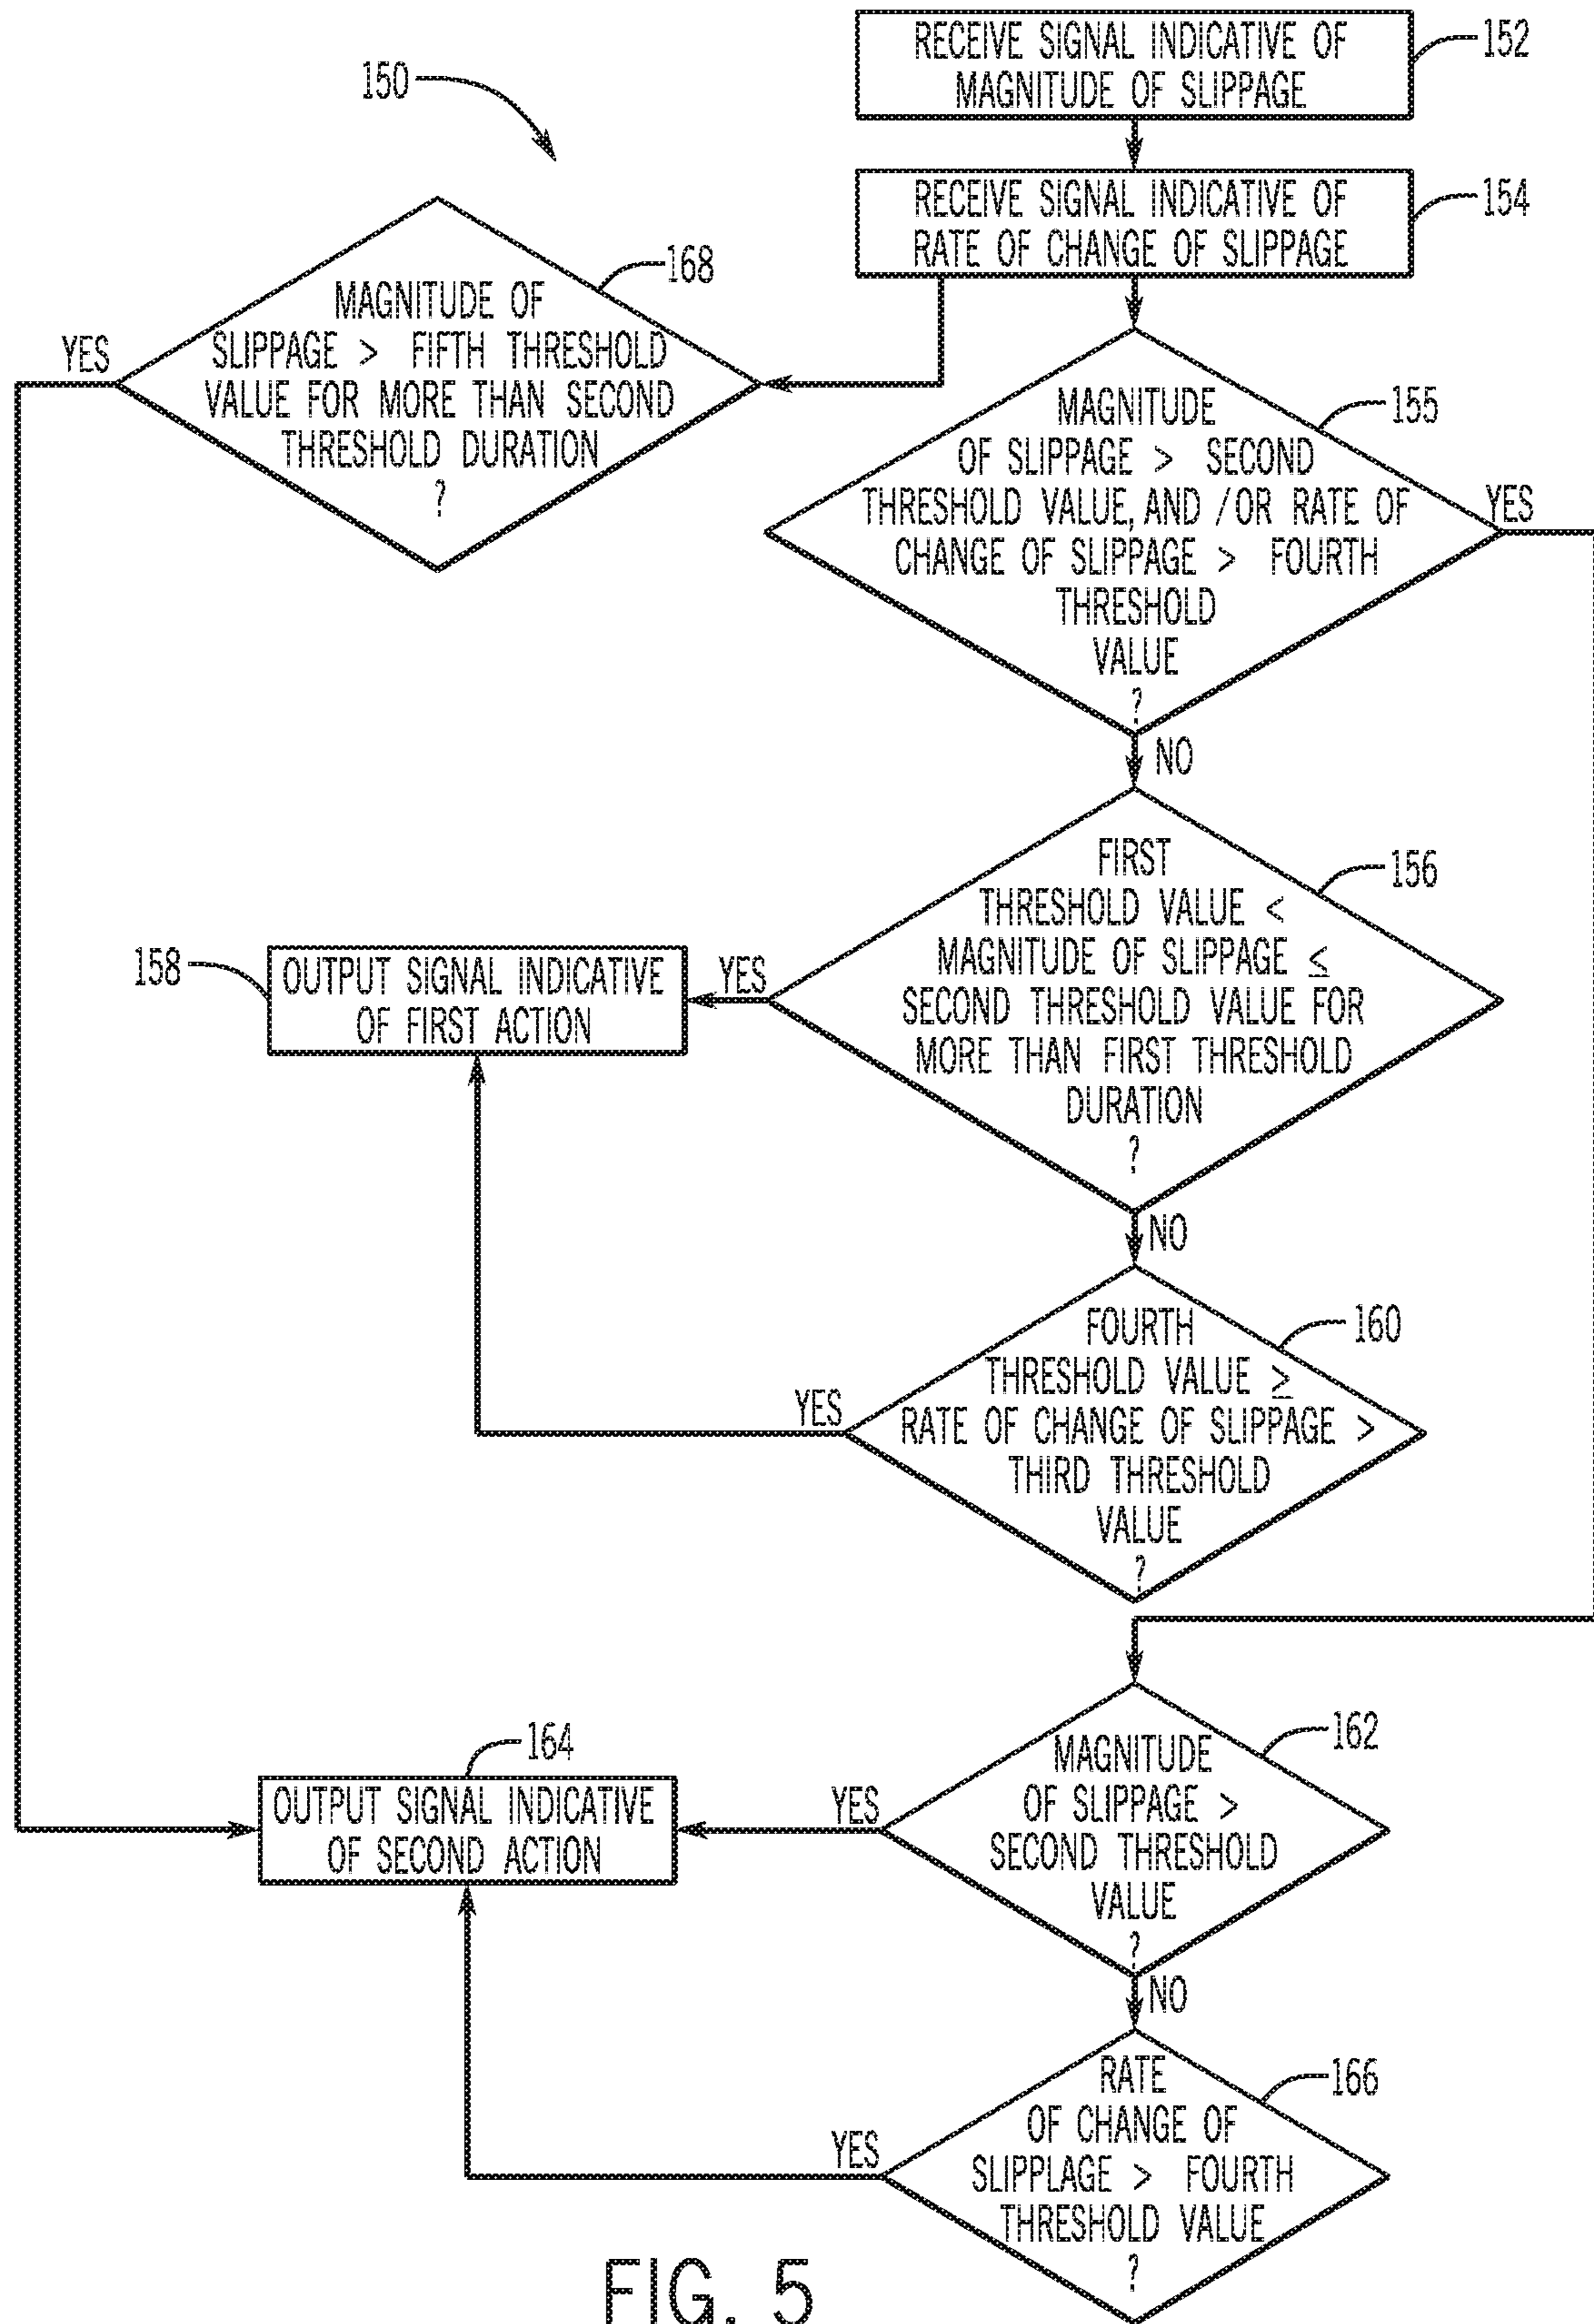 RECEIVE SIGNAL INDICATIVE OF
MAGNITUDE OF SLIPPAGE
152
150
RECEIVE SIGNAL INDICATIVE OF
RATE OF CHANGE OF SLIPPAGE
154
168
MAGNITUDE OF
SLIPPAGE > FIFTH THRESHOLD
VALUE FOR MORE THAN SECOND
THRESHOLD DURATION
?
YES
155
MAGNITUDE
OF SLIPPAGE > SECOND
THRESHOLD VALUE, AND /OR RATE OF
CHANGE OF SLIPPAGE > FOURTH
THRESHOLD
VALUE
?
YES
NO
156
FIRST
THRESHOLD VALUE <
MAGNITUDE OF SLIPPAGE ≤
SECOND THRESHOLD VALUE FOR
MORE THAN FIRST THRESHOLD
DURATION
?
YES
158
OUTPUT SIGNAL INDICATIVE
OF FIRST ACTION
NO
160
FOURTH
THRESHOLD VALUE ≥
RATE OF CHANGE OF SLIPPAGE >
THIRD THRESHOLD
VALUE
?
YES
162
MAGNITUDE
OF SLIPPAGE >
SECOND THRESHOLD
VALUE
?
YES
164
OUTPUT SIGNAL INDICATIVE
OF SECOND ACTION
NO
166
RATE
OF CHANGE OF
SLIPPLAGE > FOURTH
THRESHOLD VALUE
?
YES
FIG. 5